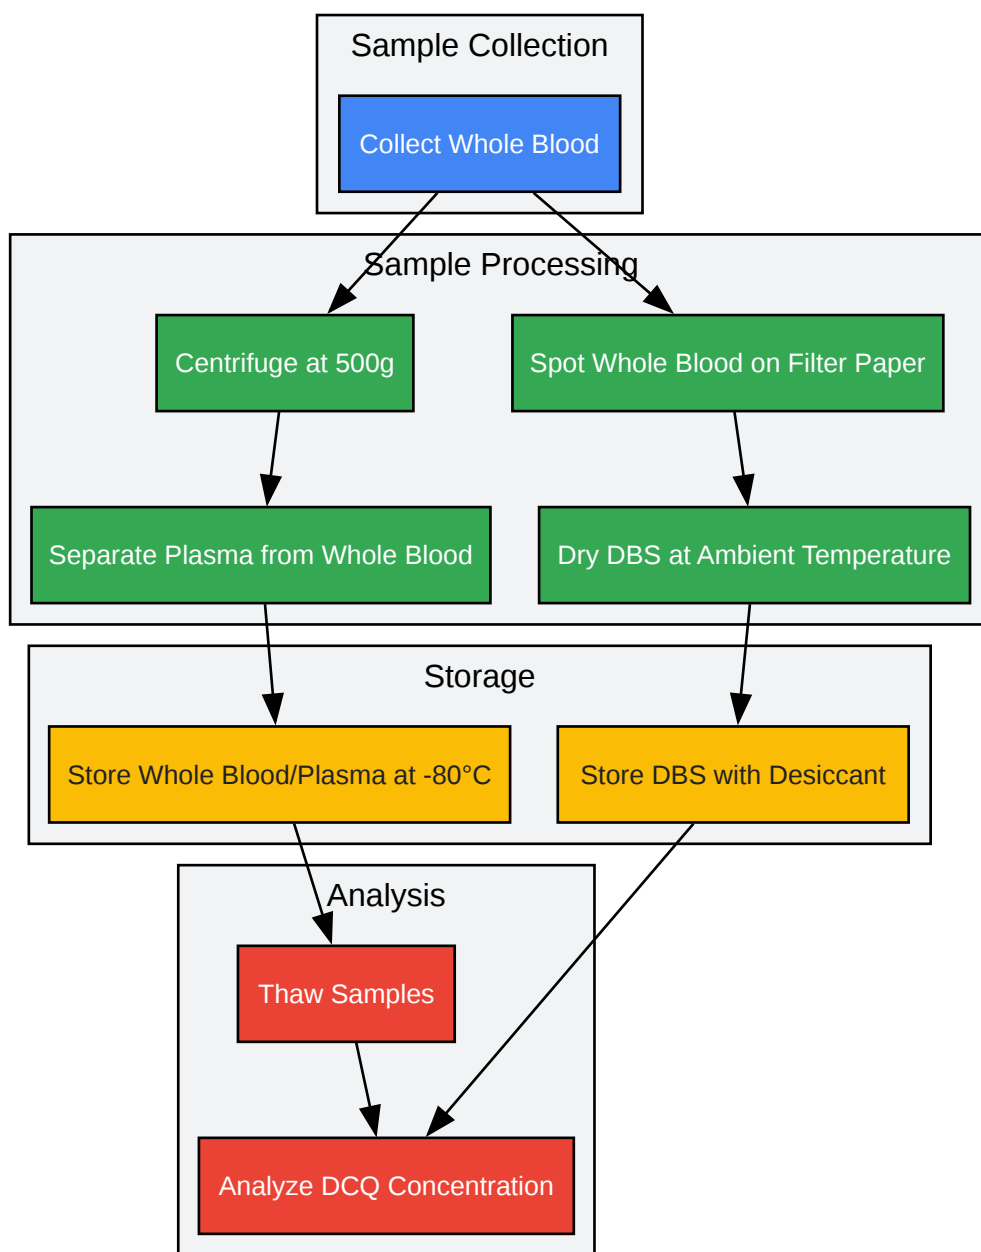 Sample Collection
Collect Whole Blood
Sample Processing
Centrifuge at 500g
Spot Whole Blood on Filter Paper
Separate Plasma from Whole Blood
Dry DBS at Ambient Temperature
Storage
Store Whole Blood/Plasma at -80°C
Store DBS with Desiccant
Analysis
Thaw Samples
Analyze DCQ Concentration